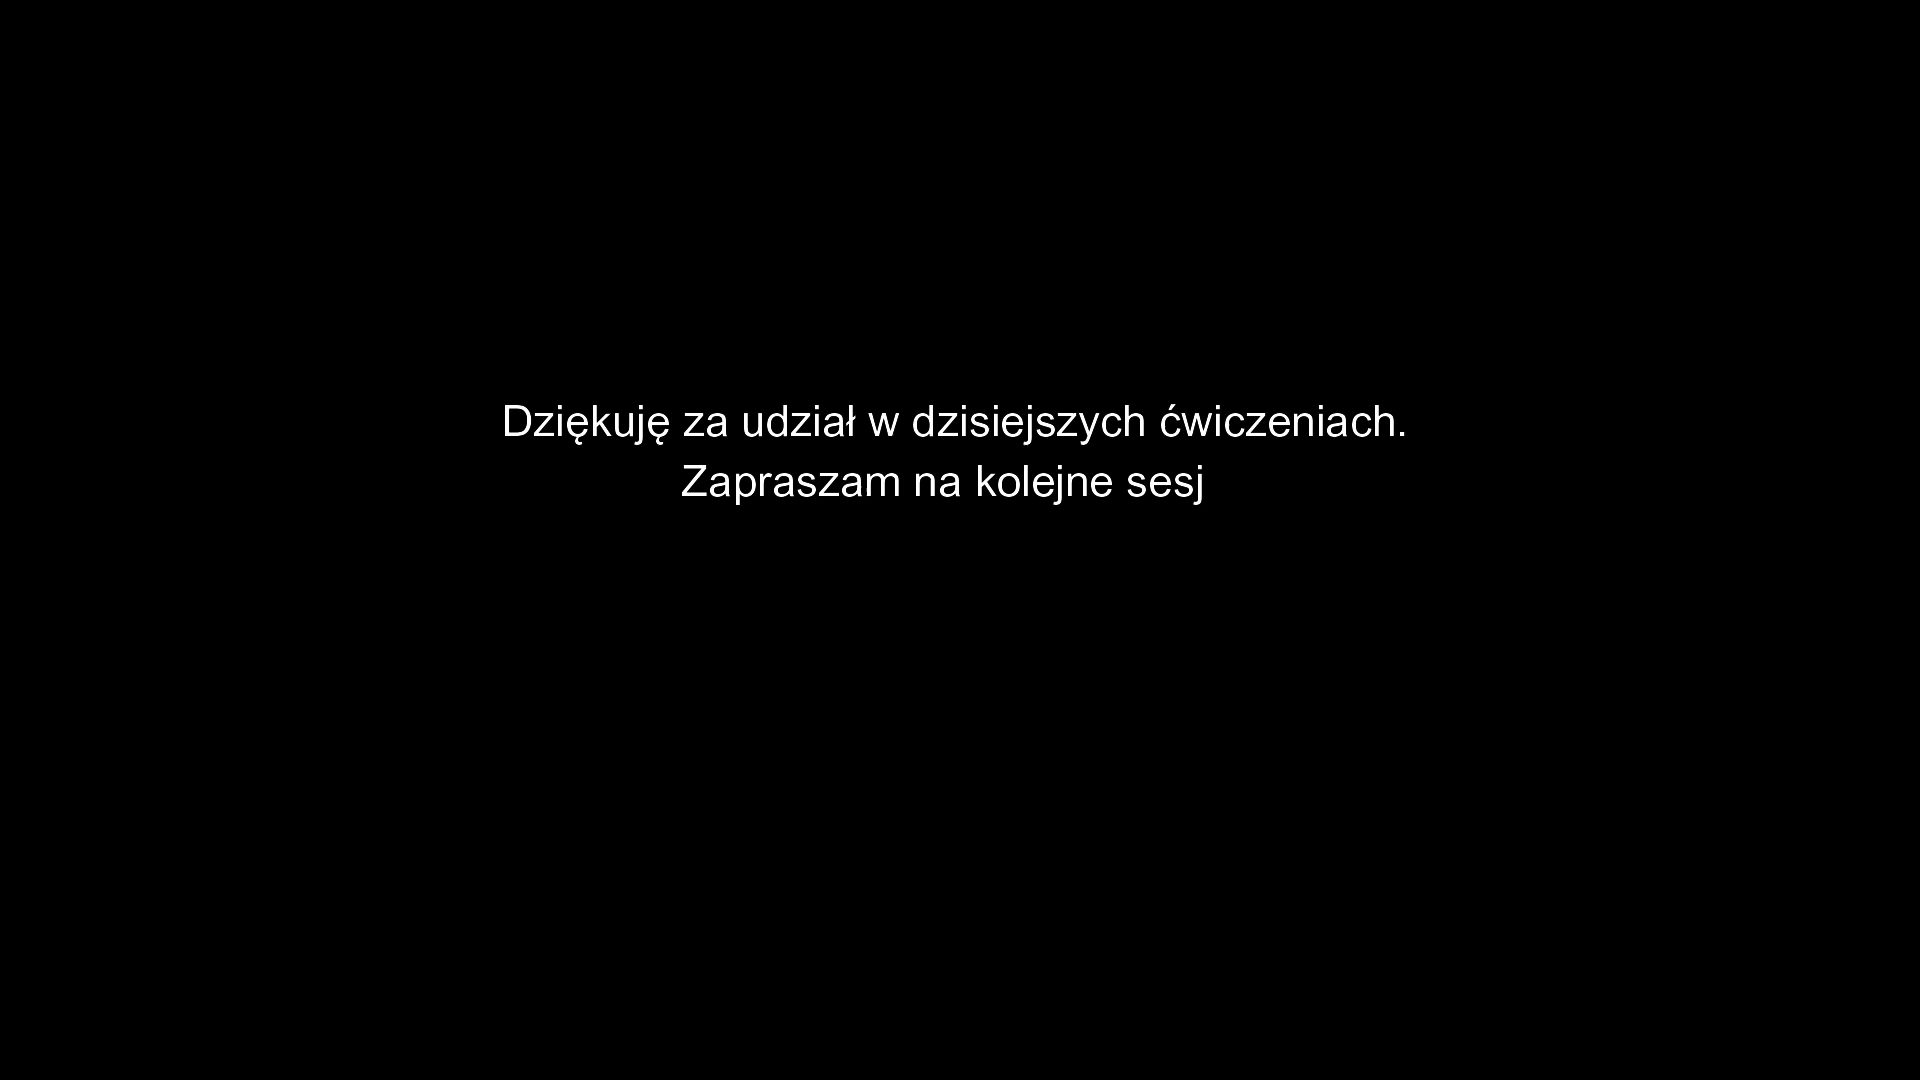 Dziękuję za udział w dzisiejszych ćwiczeniach.
Zapraszam na kolejne sesj